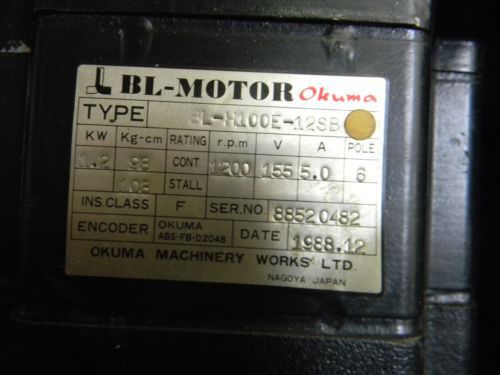 BL-MOTOR Okuma
TYPE BL-H100E-12SB
KW Kg-cm RATING r.p.m V A POLE
1.2 98 CONT 1200 155 5.0 6
108 STALL
INS.CLASS F SER.NO. 88520482
ENCODER OKUMA ABS-FB-D2048 DATE 1988.12
OKUMA MACHINERY WORKS LTD.
NAGOYA JAPAN